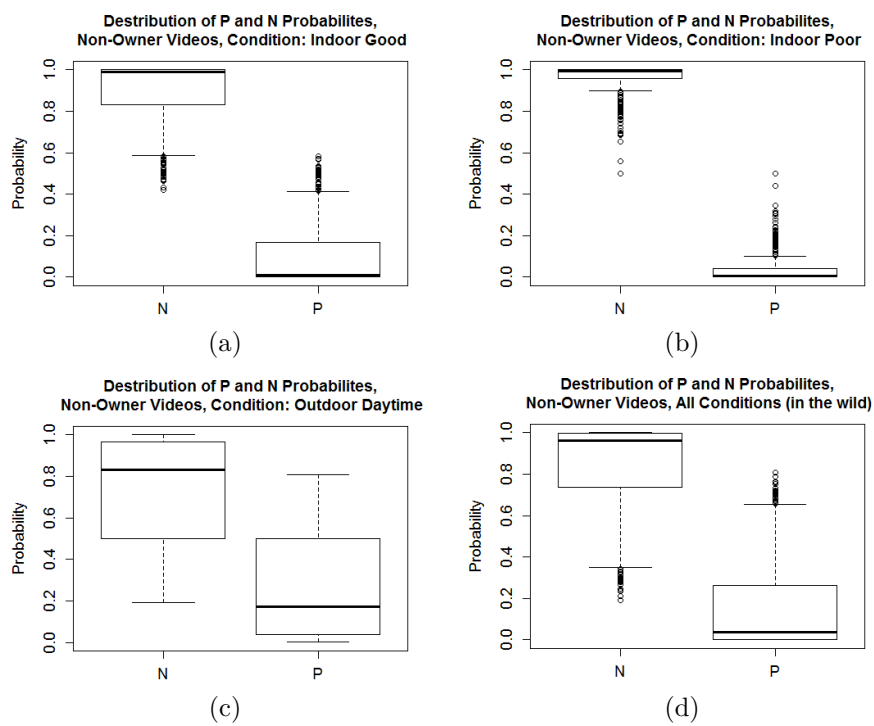 Destribution of P and N Probabilites,
Non-Owner Videos, Condition: Indoor Good
Probability
1.0
0.8
0.6
0.4
0.2
0.0
N P
(a)
Destribution of P and N Probabilites,
Non-Owner Videos, Condition: Indoor Poor
Probability
1.0
0.8
0.6
0.4
0.2
0.0
N P
(b)
Destribution of P and N Probabilites,
Non-Owner Videos, Condition: Outdoor Daytime
Probability
1.0
0.8
0.6
0.4
0.2
0.0
N P
(c)
Destribution of P and N Probabilites,
Non-Owner Videos, All Conditions (in the wild)
Probability
1.0
0.8
0.6
0.4
0.2
0.0
N P
(d)